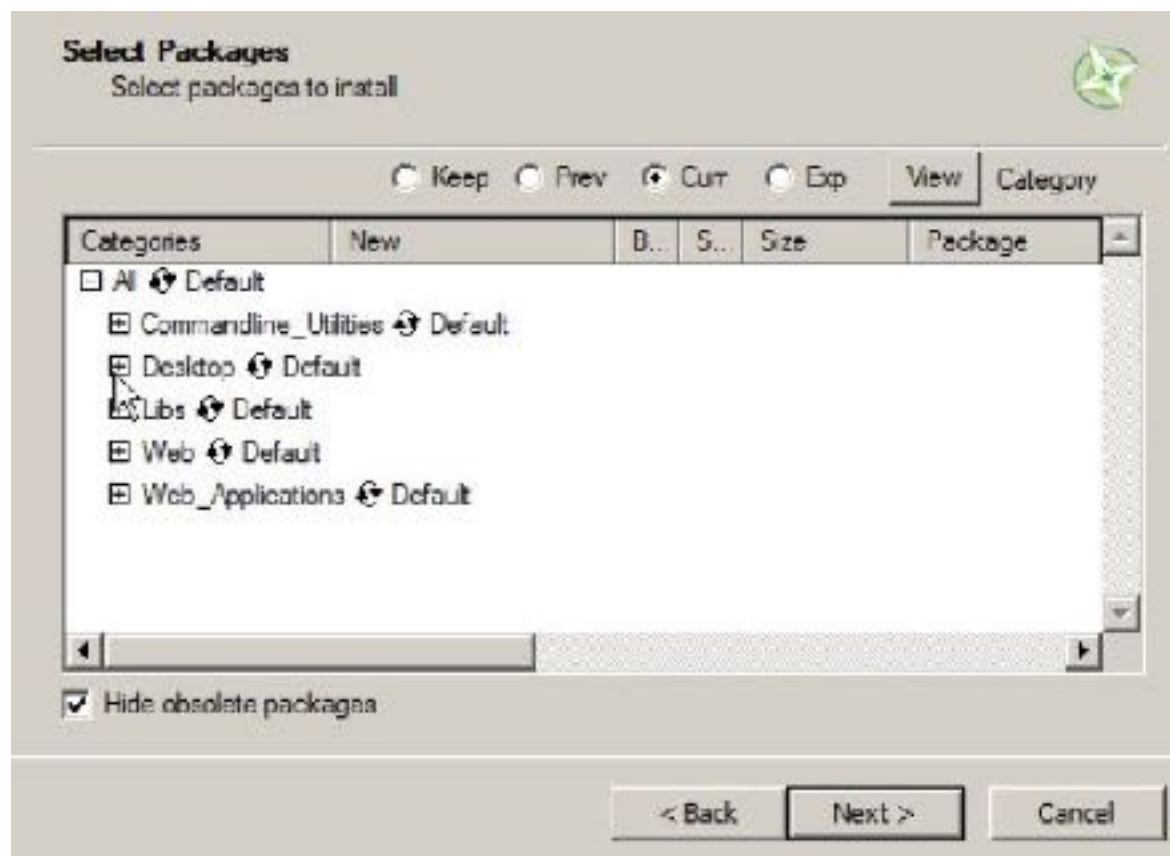 Select Packages
Select packages to install
Keep Prev Curr Exp View Category
Categories New B... S... Size Package
All Default
Commandline_Utilities Default
Desktop Default
Libs Default
Web Default
Web_Applications Default
Hide obsolete packages
< Back Next > Cancel